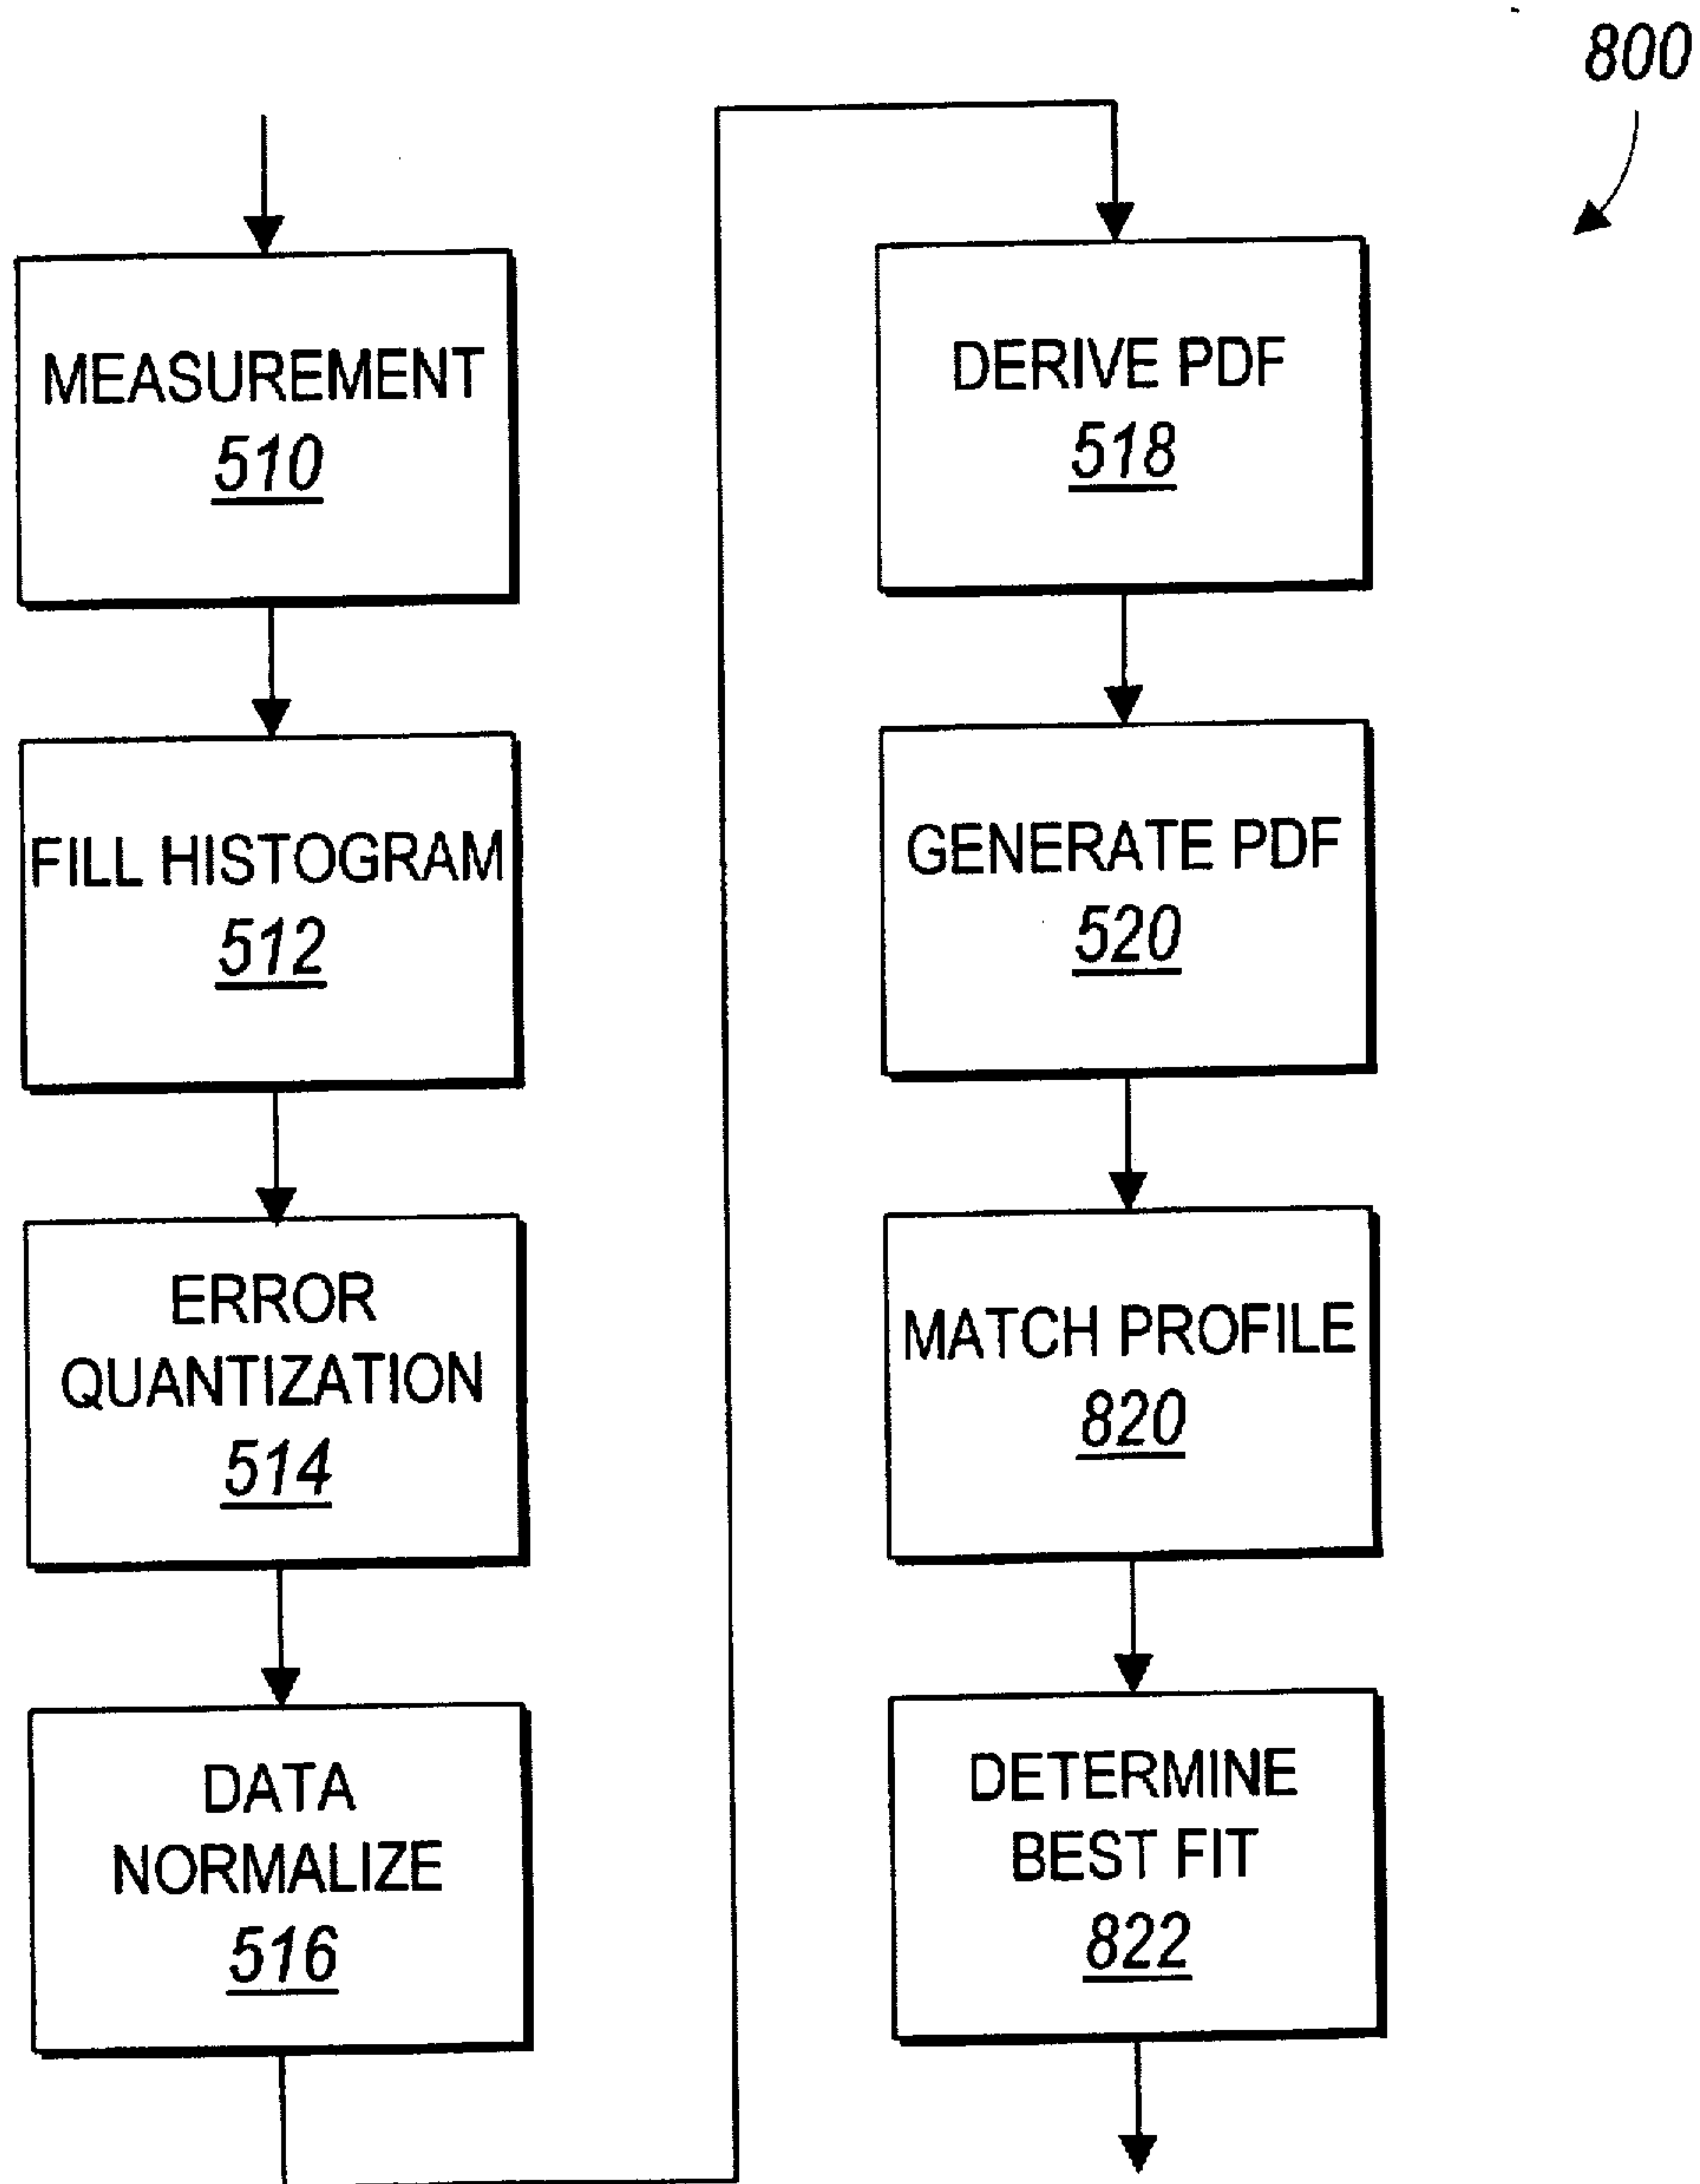 800
MEASUREMENT
510
FILL HISTOGRAM
512
ERROR
QUANTIZATION
514
DATA
NORMALIZE
516
DERIVE PDF
518
GENERATE PDF
520
MATCH PROFILE
820
DETERMINE
BEST FIT
822